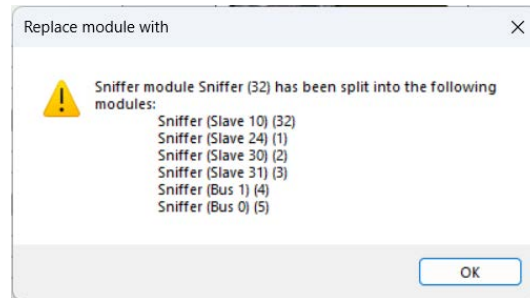 Replace module with
Sniffer module Sniffer (32) has been split into the following
modules:
Sniffer (Slave 10) (32)
Sniffer (Slave 24) (1)
Sniffer (Slave 30) (2)
Sniffer (Slave 31) (3)
Sniffer (Bus 1) (4)
Sniffer (Bus 0) (5)
OK